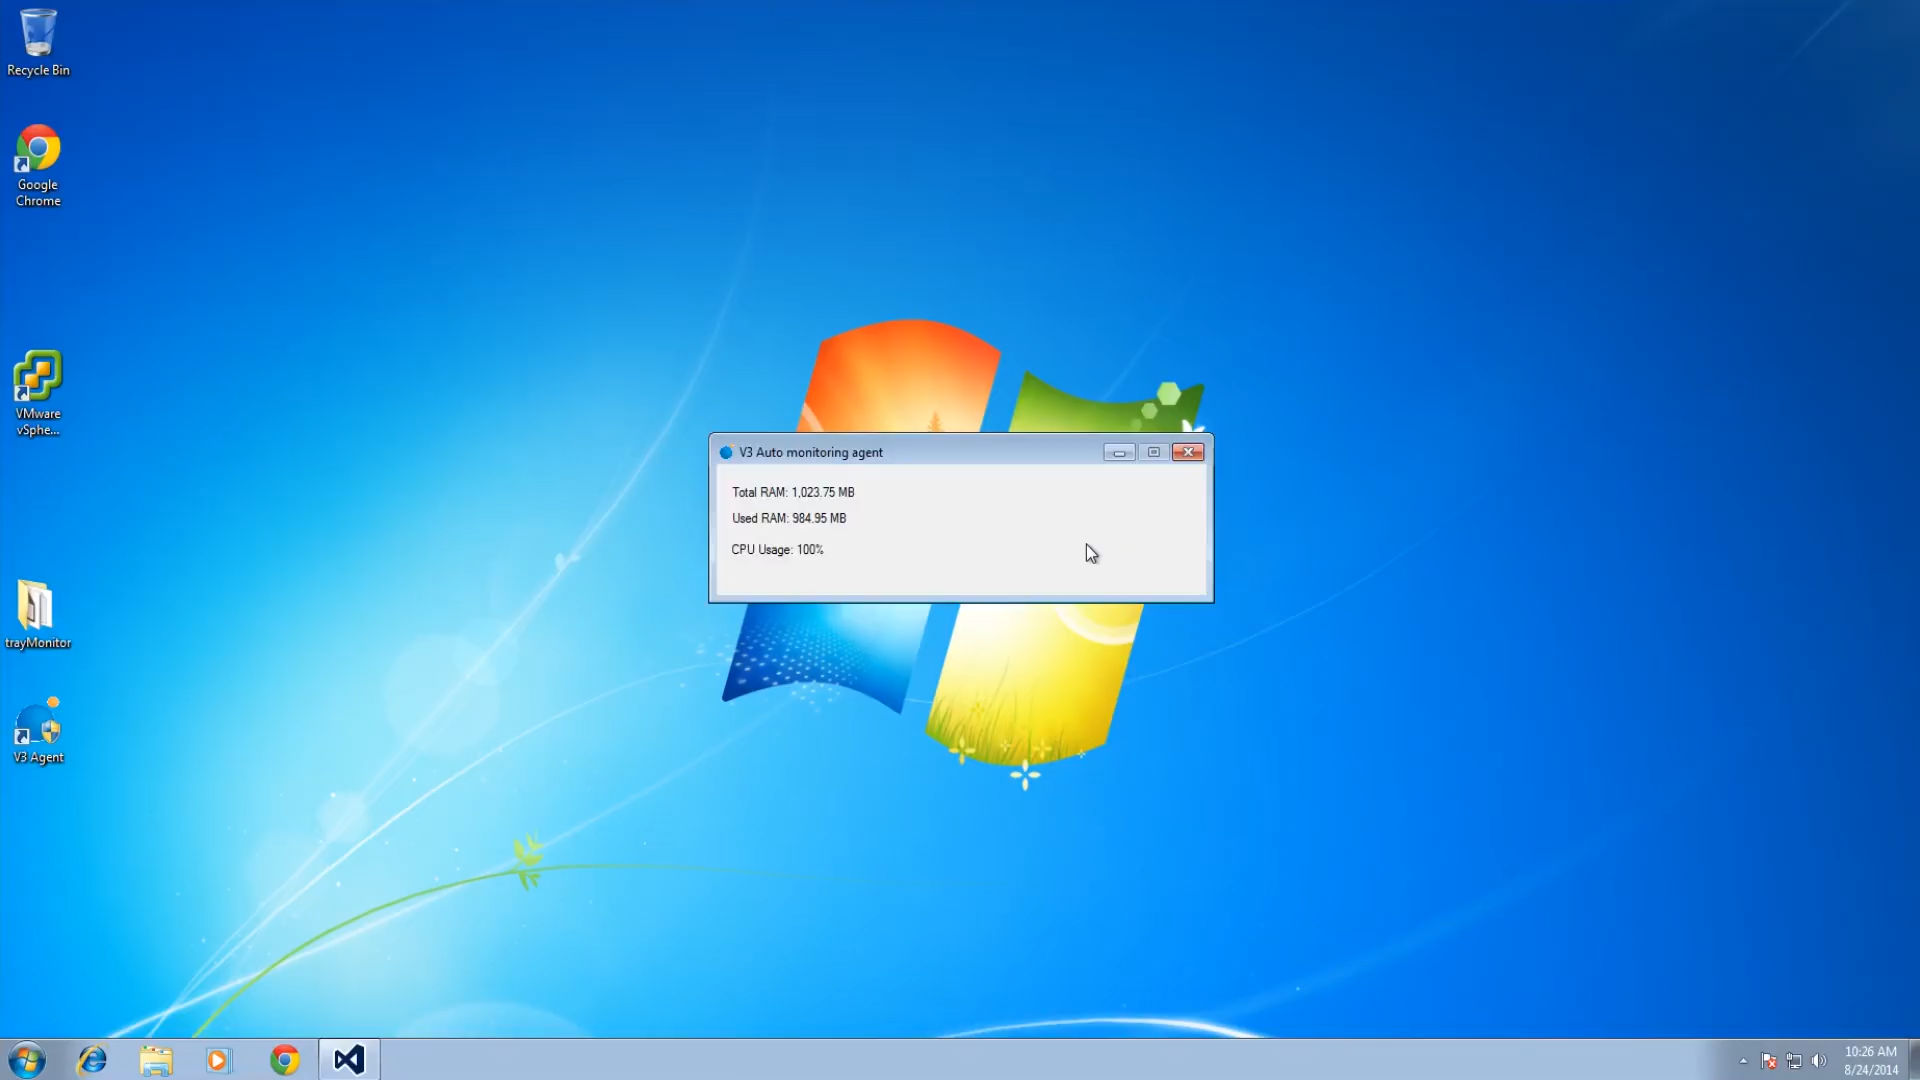 Recycle Bin
Google
Chrome
VMware
vSphe...
trayMonitor
V3 Agent
V3 Auto monitoring agent
Total RAM: 1,023.75 MB
Used RAM: 984.95 MB
CPU Usage: 100%
10:26 AM
8/24/2014